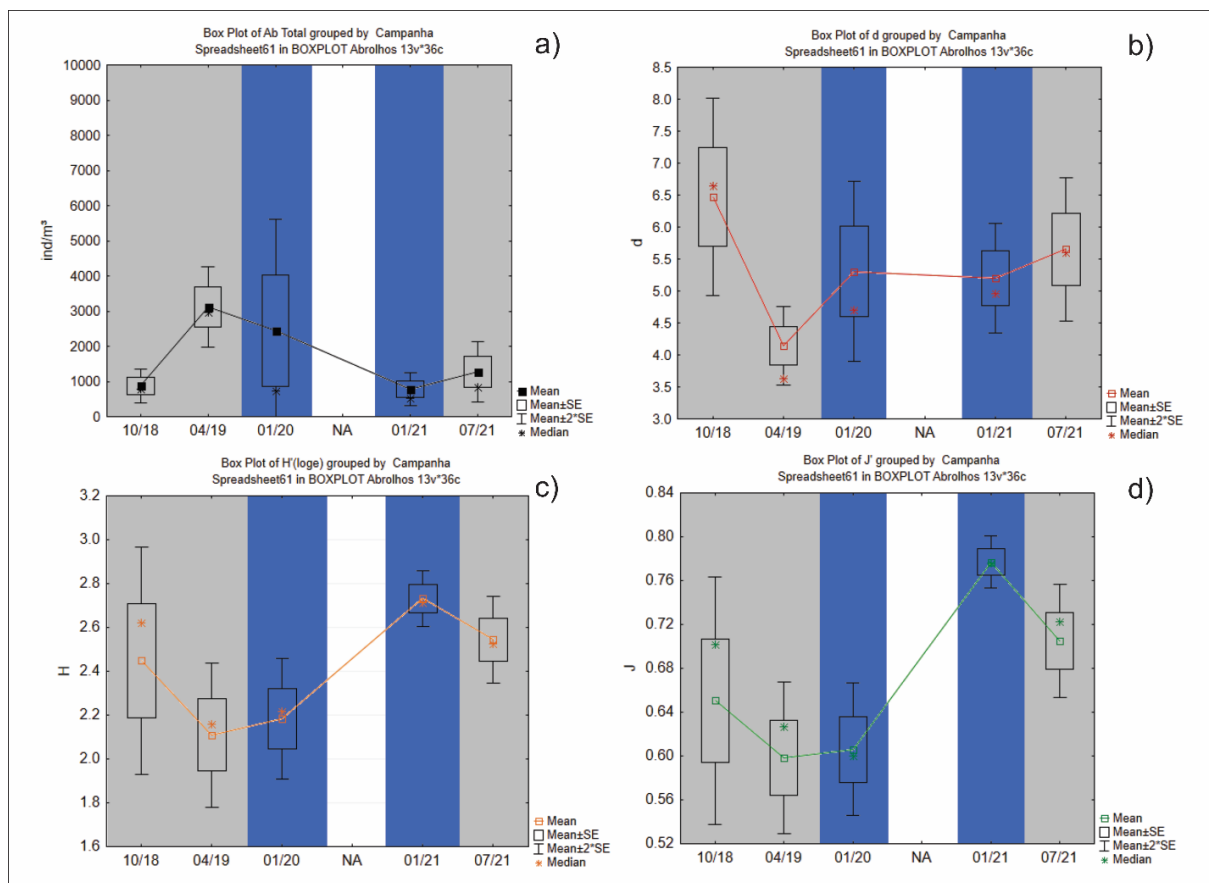 Box Plot of Ab Total grouped by Campanha
Spreadsheet61 in BOXPLOT Abrolhos 13v*36c
a)
10000
9000
8000
7000
6000
5000
4000
3000
2000
1000
0
ind/m³
10/18 04/19 01/20 NA 01/21 07/21
Mean
Mean±SE
Mean±2*SE
Median
Box Plot of d grouped by Campanha
Spreadsheet61 in BOXPLOT Abrolhos 13v*36c
b)
8.5
8.0
7.5
7.0
6.5
6.0
5.5
5.0
4.5
4.0
3.5
3.0
d
10/18 04/19 01/20 NA 01/21 07/21
Mean
Mean±SE
Mean±2*SE
Median
Box Plot of H'(loge) grouped by Campanha
Spreadsheet61 in BOXPLOT Abrolhos 13v*36c
c)
3.2
3.0
2.8
2.6
2.4
2.2
2.0
1.8
1.6
H
10/18 04/19 01/20 NA 01/21 07/21
Mean
Mean±SE
Mean±2*SE
Median
Box Plot of J' grouped by Campanha
Spreadsheet61 in BOXPLOT Abrolhos 13v*36c
d)
0.84
0.80
0.76
0.72
0.68
0.64
0.60
0.56
0.52
J
10/18 04/19 01/20 NA 01/21 07/21
Mean
Mean±SE
Mean±2*SE
Median